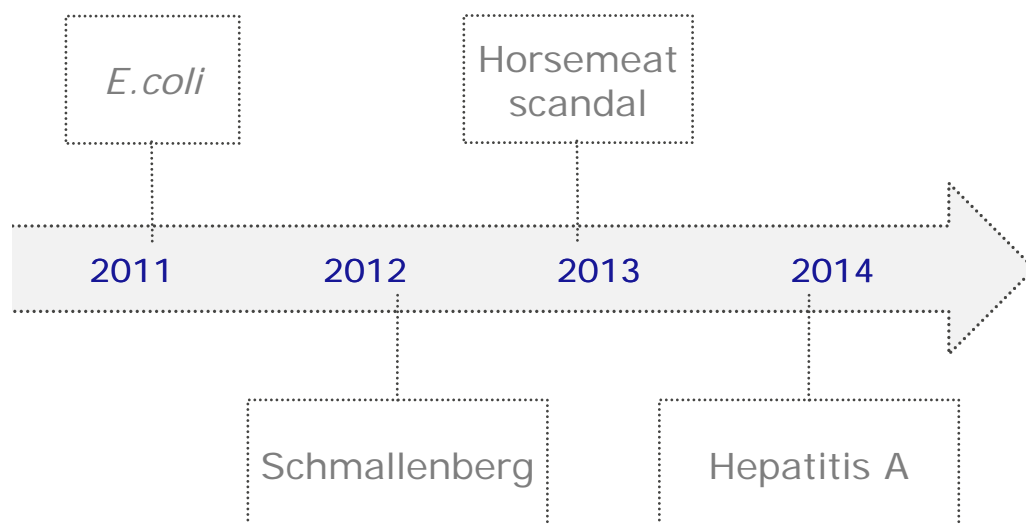 E.coli
Horsemeat
scandal
2011 2012 2013 2014
Schmallenberg
Hepatitis A